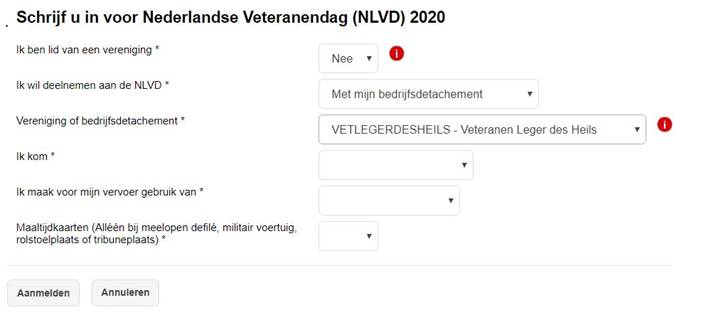 Schrijf u in voor Nederlandse Veteranendag (NLVD) 2020
Ik ben lid van een vereniging * Nee
Ik wil deelnemen aan de NLVD * Met mijn bedrijfsdetachement
Vereniging of bedrijfsdetachement * VETLEGERDESHEILS - Veteranen Leger des Heils
Ik kom *
Ik maak voor mijn vervoer gebruik van *
Maaltijdkaarten (Alléén bij meelopen defilé, militair voertuig,
rolstoelplaats of tribuneplaats) *
Aanmelden Annuleren